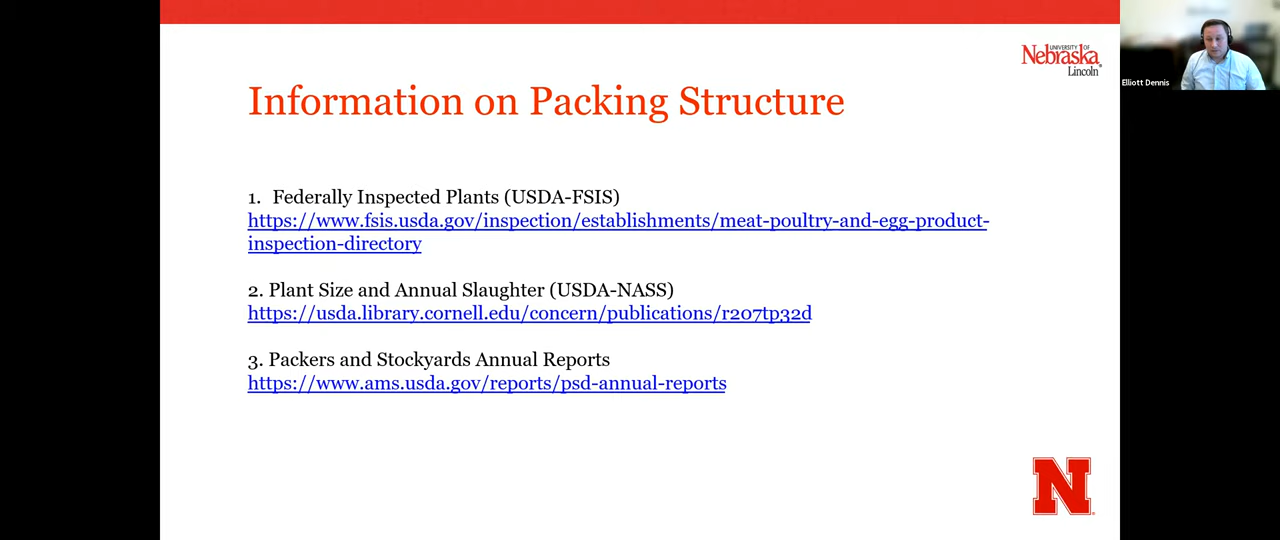 UNIVERSITY OF
Nebraska
Lincoln
Elliott Dennis
Information on Packing Structure
1. Federally Inspected Plants (USDA-FSIS)
https://www.fsis.usda.gov/inspection/establishments/meat-poultry-and-egg-product-
inspection-directory
2. Plant Size and Annual Slaughter (USDA-NASS)
https://usda.library.cornell.edu/concern/publications/r207tp32d
3. Packers and Stockyards Annual Reports
https://www.ams.usda.gov/reports/psd-annual-reports
N